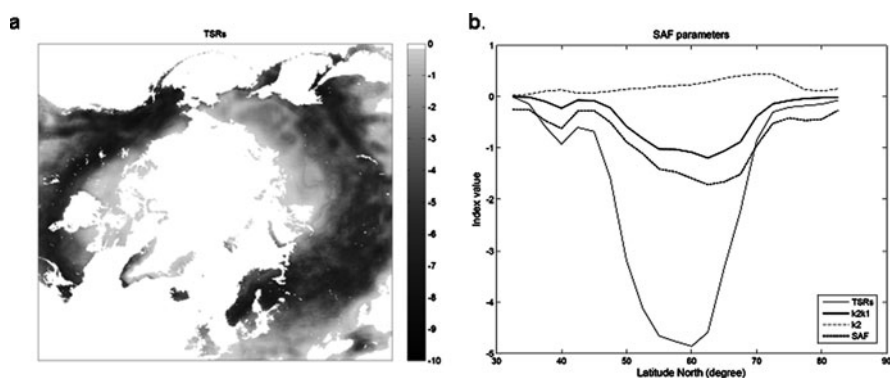 a
TSRs
0
-1
-2
-3
-4
-5
-6
-7
-8
-9
-10
b.
SAF parameters
1
0
-1
-2
-3
-4
-5
Index value
30 40 50 60 70 80 90
Latitude North (degree)
TSRs
k2k1
k2
SAF